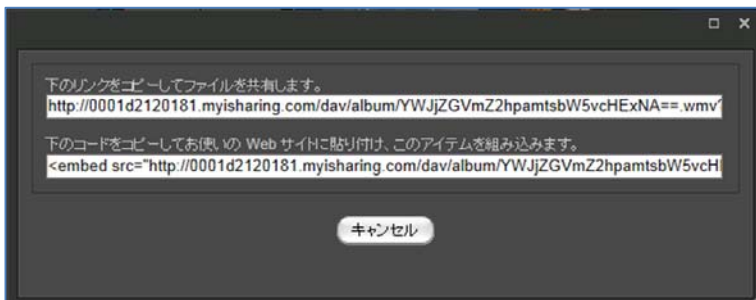 下のリンクをコピーしてファイルを共有します。
http://0001d2120181.myisharing.com/dav/album/YWJjZGVmZ2hpamtsbW5vcHExNA==.wmv?
下のコードをコピーしてお使いの Web サイトに貼り付け、このアイテムを組み込みます。
<embed src="http://0001d2120181.myisharing.com/dav/album/YWJjZGVmZ2hpamtsbW5vcH
キャンセル